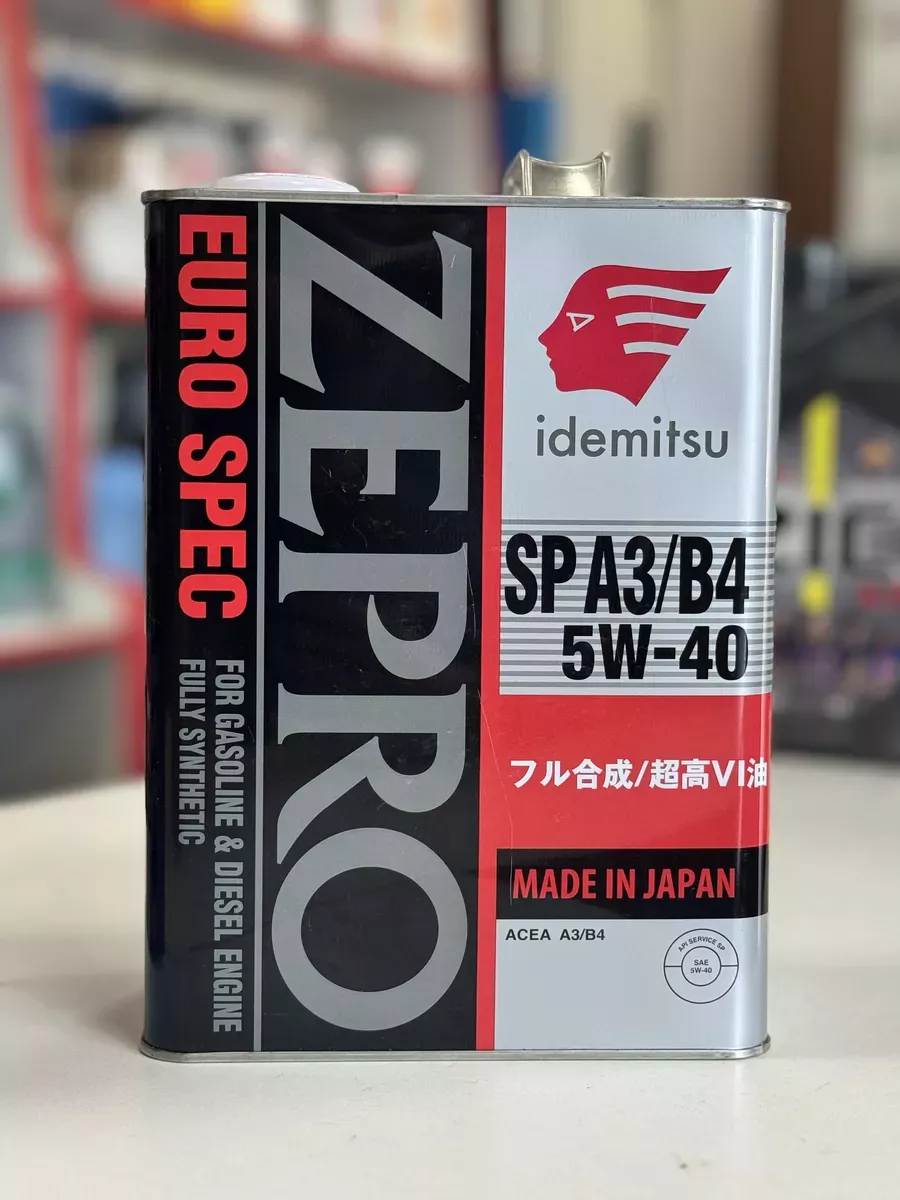 EURO SPEC
FOR GASOLINE & DIESEL ENGINE
FULLY SYNTHETIC
ZEPRO
idemitsu
SP A3/B4
5W-40
フル合成/超高VI油
MADE IN JAPAN
ACEA A3/B4
API SERVICE SP
SAE
5W-40